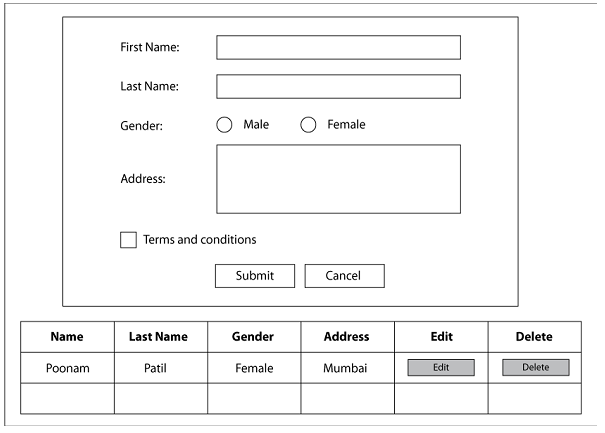 First Name:
Last Name:
Gender: Male Female
Address:
Terms and conditions
Submit Cancel
Name Last Name Gender Address Edit Delete
Poonam Patil Female Mumbai Edit Delete